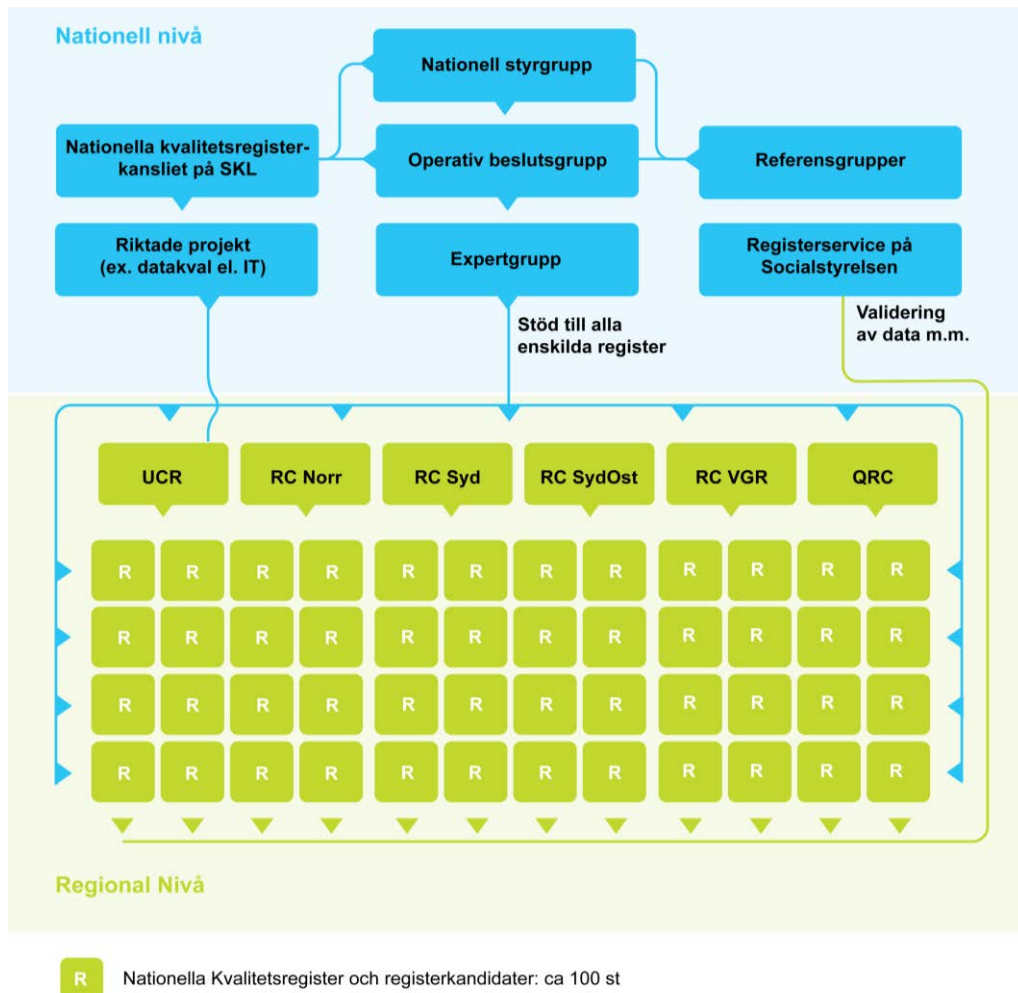 Nationell nivå
Nationell styrgrupp
Nationella kvalitetsregister-
kansliet på SKL
Operativ beslutsgrupp
Referensgrupper
Riktade projekt
(ex. datakval el. IT)
Expertgrupp
Registerservice på
Socialstyrelsen
Stöd till alla
enskilda register
Validering
av data m.m.
UCR
RC Norr
RC Syd
RC SydOst
RC VGR
QRC
R R R R R R R R R R R R
R R R R R R R R R R R R
R R R R R R R R R R R R
R R R R R R R R R R R R
Regional Nivå
R Nationella Kvalitetsregister och registerkandidater: ca 100 st